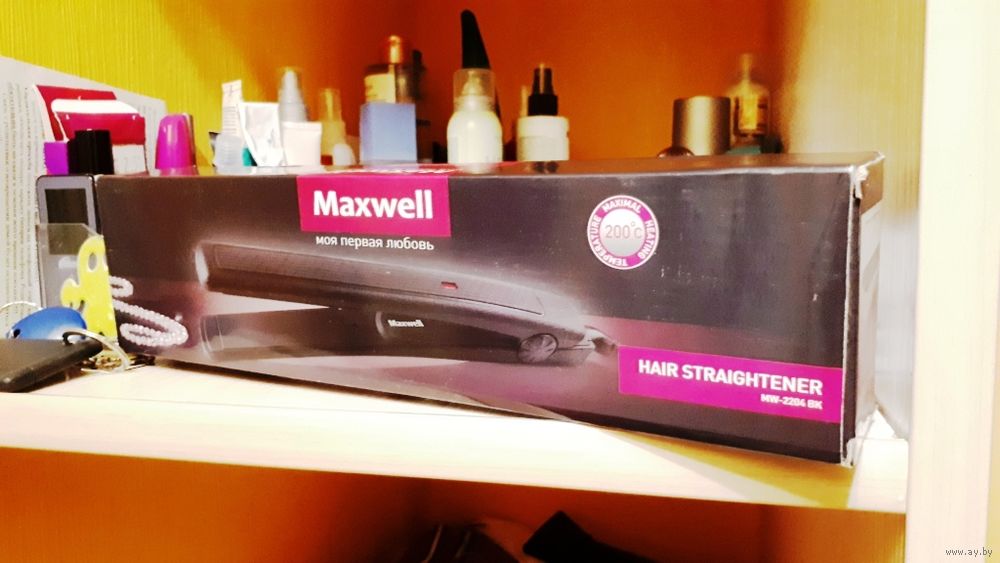 Maxwell
моя первая любовь
MAXIMAL HEATING TEMPERATURE
200°C
Maxwell
HAIR STRAIGHTENER
MW-2204 BK
www.ay.by